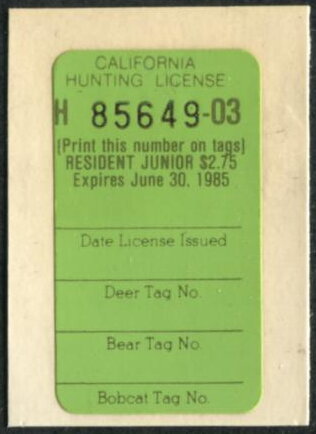 CALIFORNIA
HUNTING LICENSE
H 85649-03
(Print this number on tags)
RESIDENT JUNIOR $2.75
Expires June 30, 1985
Date License Issued
Deer Tag No.
Bear Tag No.
Bobcat Tag No.